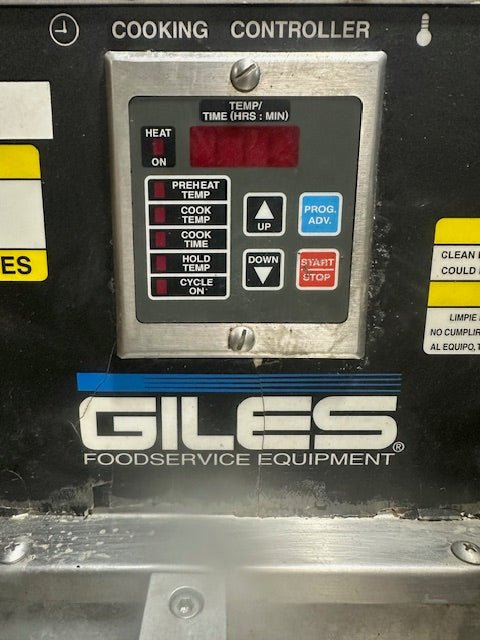 COOKING CONTROLLER
TEMP/
TIME (HRS : MIN)
HEAT
ON
PREHEAT
TEMP
COOK
TEMP
COOK
TIME
HOLD
TEMP
CYCLE
ON
UP
PROG.
ADV.
DOWN
START
STOP
ES
CLEAN
COULD
LIMPIE
NO CUMPLIR
AL EQUIPO,
GILES®
FOODSERVICE EQUIPMENT